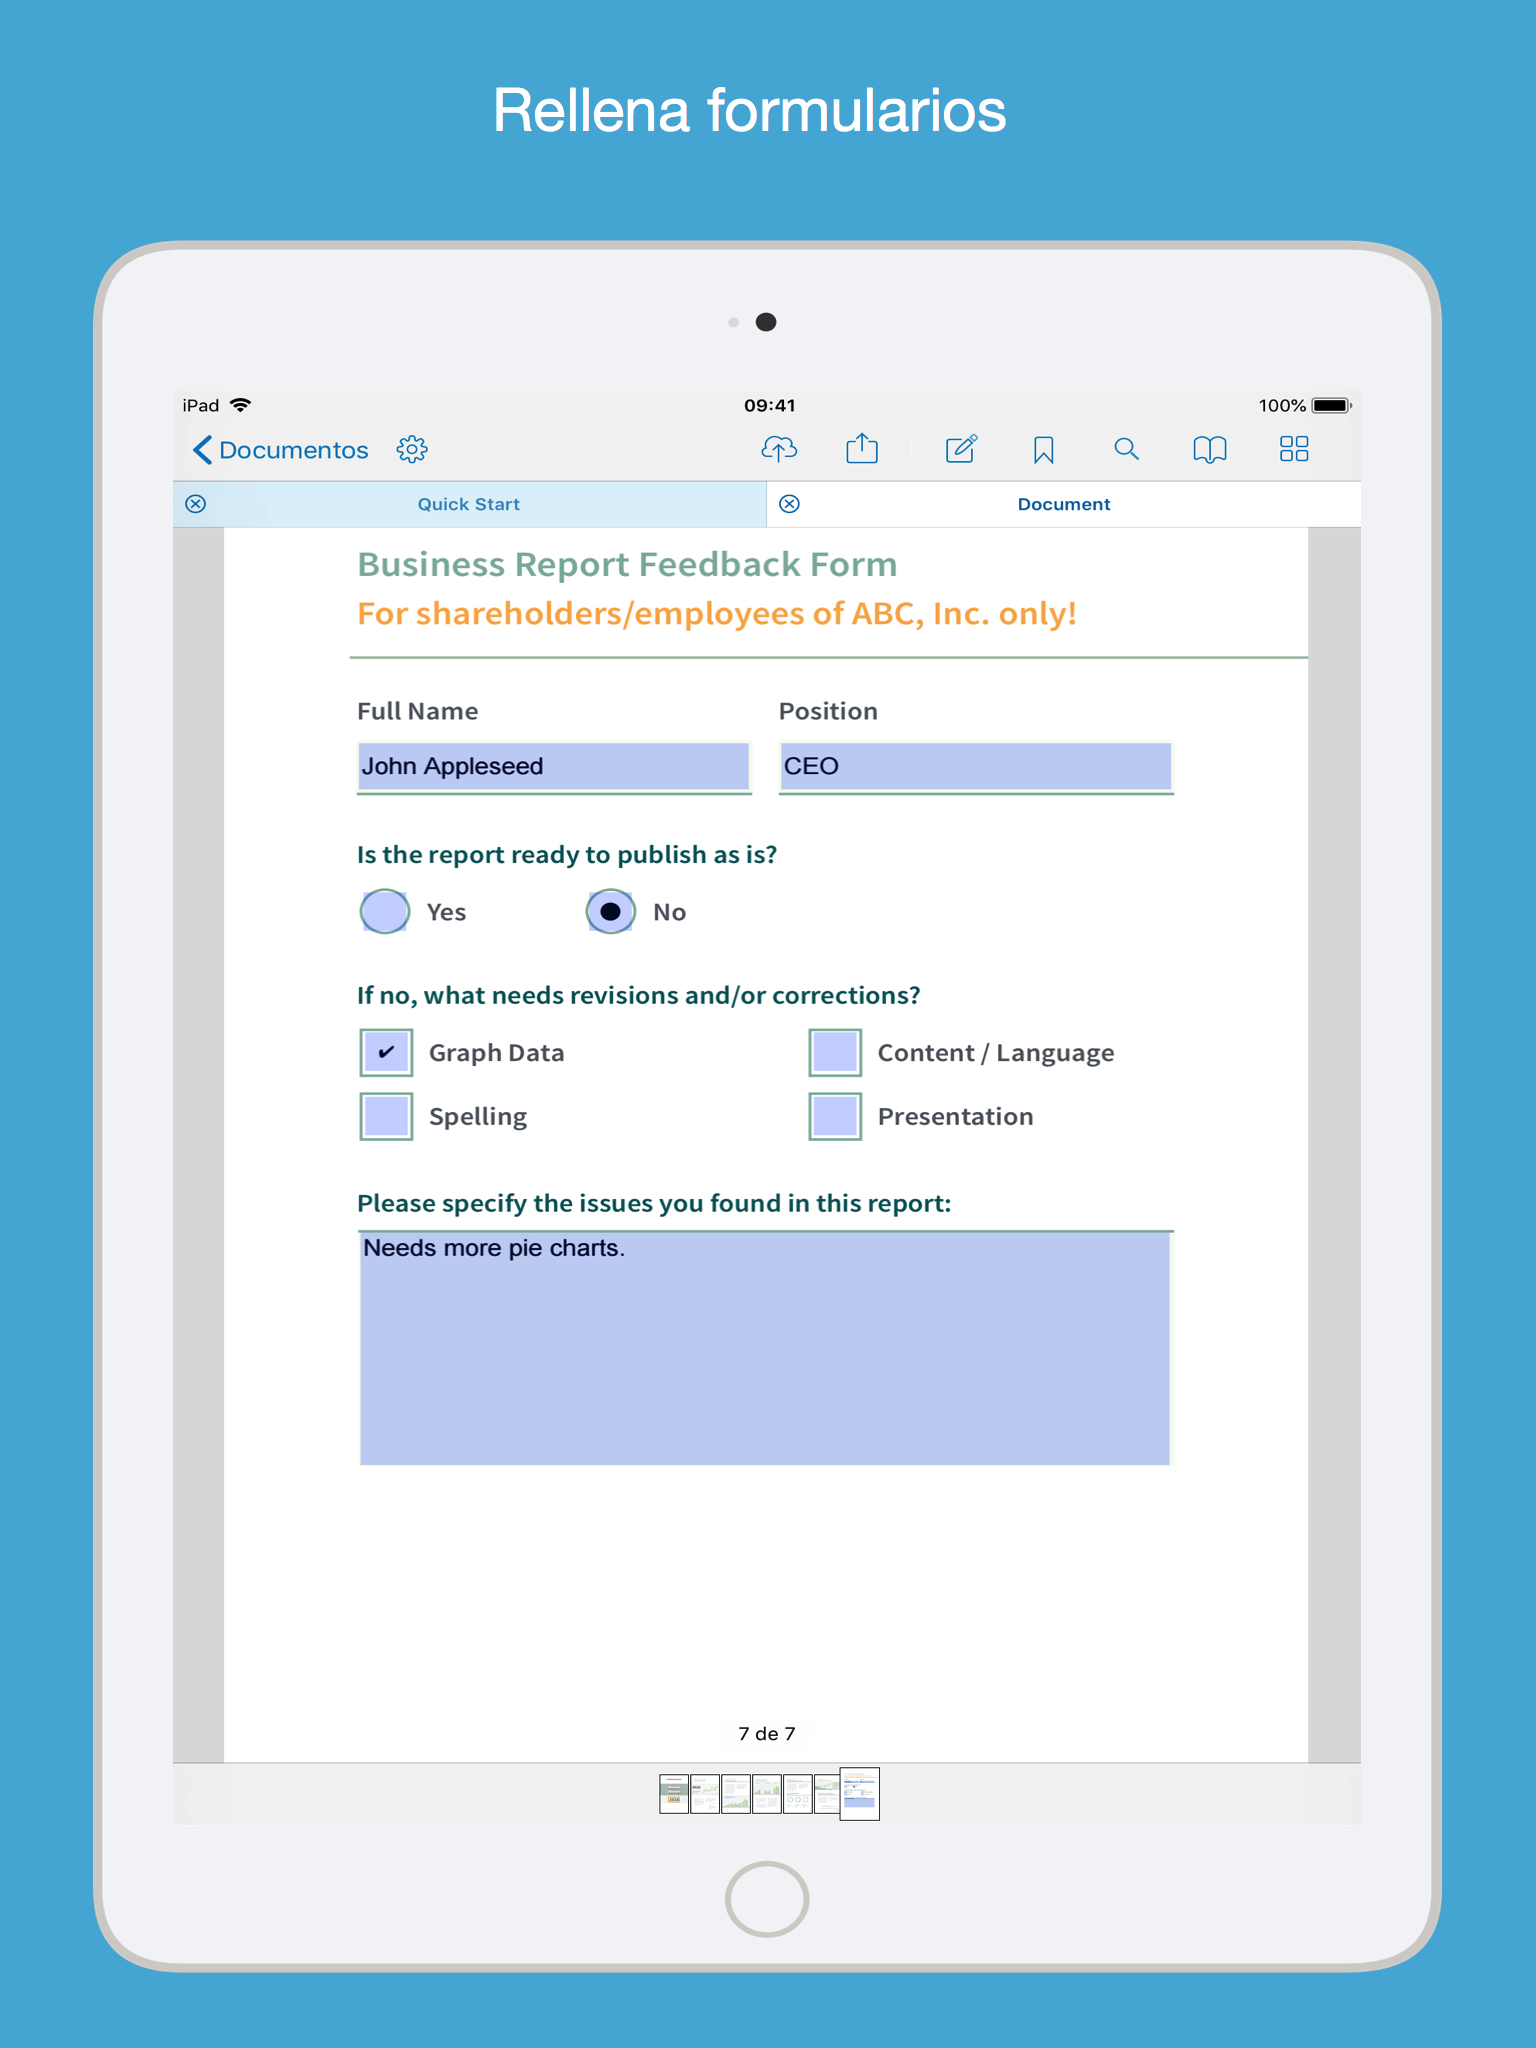 Rellena formularios
iPad 09:41 100%
Documentos
Quick Start Document
Business Report Feedback Form
For shareholders/employees of ABC, Inc. only!
Full Name Position
John Appleseed CEO
Is the report ready to publish as is?
Yes No
If no, what needs revisions and/or corrections?
Graph Data Content / Language
Spelling Presentation
Please specify the issues you found in this report:
Needs more pie charts.
7 de 7